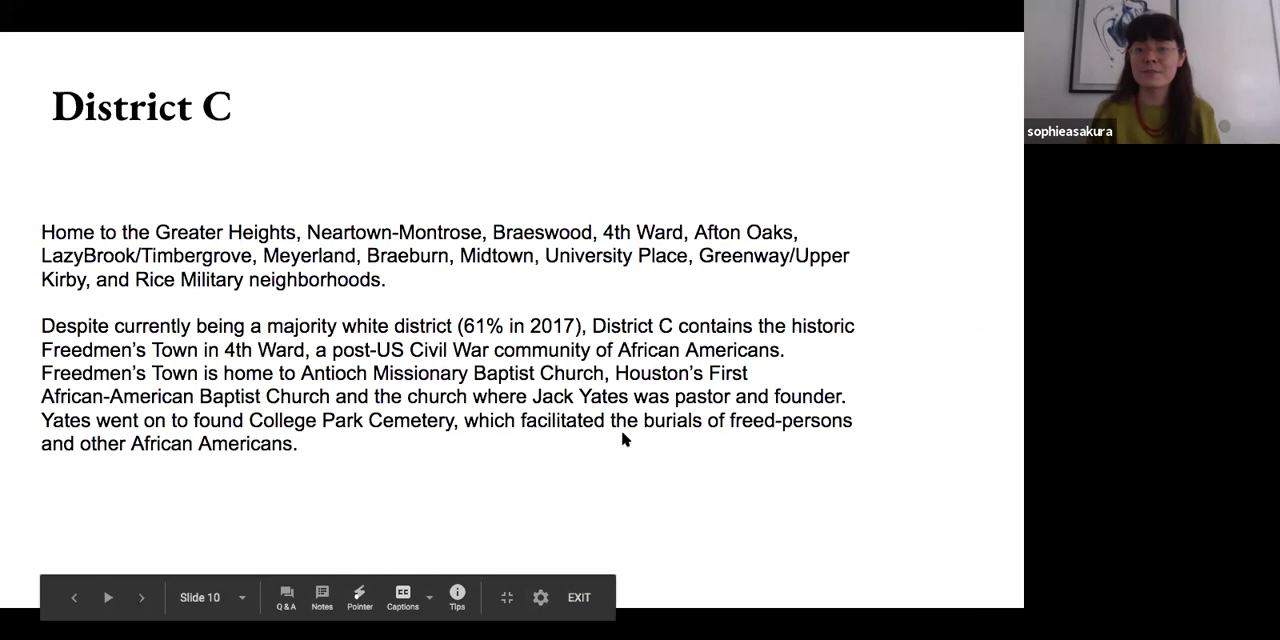 District C
sophieasakura
Home to the Greater Heights, Neartown-Montrose, Braeswood, 4th Ward, Afton Oaks,
LazyBrook/Timbergrove, Meyerland, Braeburn, Midtown, University Place, Greenway/Upper
Kirby, and Rice Military neighborhoods.
Despite currently being a majority white district (61% in 2017), District C contains the historic
Freedmen’s Town in 4th Ward, a post-US Civil War community of African Americans.
Freedmen’s Town is home to Antioch Missionary Baptist Church, Houston’s First
African-American Baptist Church and the church where Jack Yates was pastor and founder.
Yates went on to found College Park Cemetery, which facilitated the burials of freed-persons
and other African Americans.
Slide 10
Q & A
Notes
Pointer
CC
Captions
Tips
EXIT